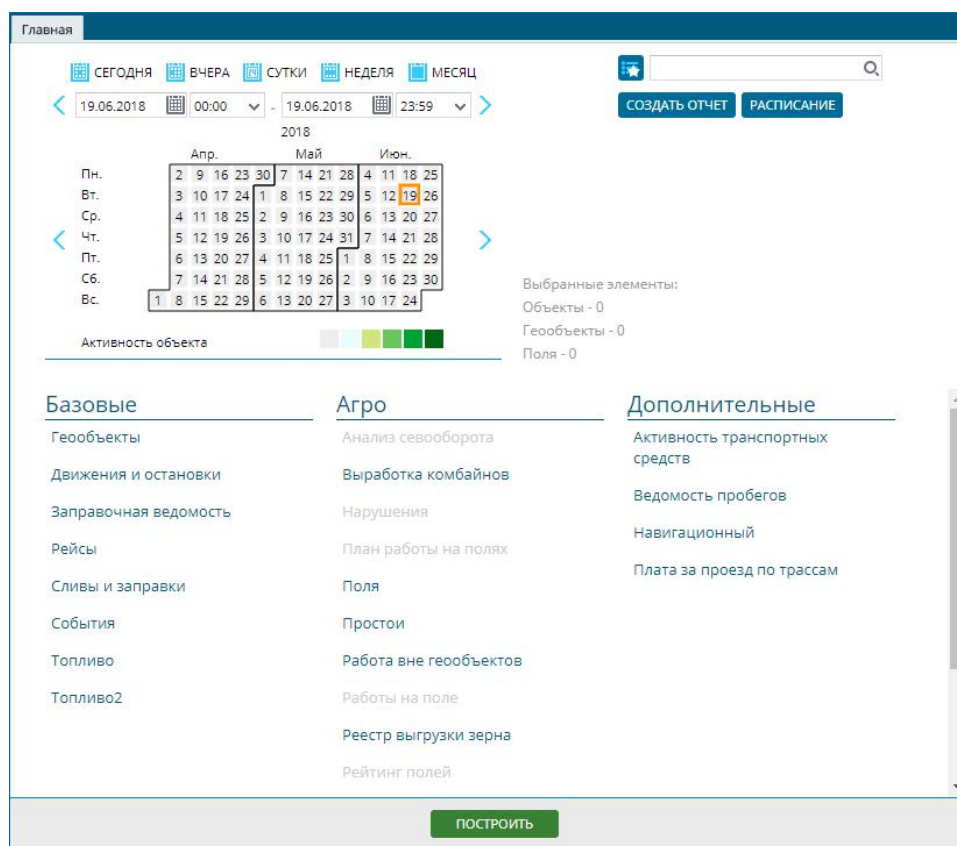 Главная
СЕГОДНЯ ВЧЕРА СУТКИ НЕДЕЛЯ МЕСЯЦ
19.06.2018 00:00 - 19.06.2018 23:59
СОЗДАТЬ ОТЧЕТ РАСПИСАНИЕ
2018
Апр. Май Июн.
Пн. 2 9 16 23 30 7 14 21 28 4 11 18 25
Вт. 3 10 17 24 1 8 15 22 29 5 12 19 26
Ср. 4 11 18 25 2 9 16 23 30 6 13 20 27
Чт. 5 12 19 26 3 10 17 24 31 7 14 21 28
Пт. 6 13 20 27 4 11 18 25 1 8 15 22 29
Сб. 7 14 21 28 5 12 19 26 2 9 16 23 30
Вс. 1 8 15 22 29 6 13 20 27 3 10 17 24
Активность объекта
Выбранные элементы:
Объекты - 0
Геообъекты - 0
Поля - 0
Базовые
Геообъекты
Движения и остановки
Заправочная ведомость
Рейсы
Сливы и заправки
События
Топливо
Топливо2
Агро
Анализ севооборота
Выработка комбайнов
Нарушения
План работы на полях
Поля
Простои
Работа вне геообъектов
Работы на поле
Реестр выгрузки зерна
Рейтинг полей
Дополнительные
Активность транспортных
средств
Ведомость пробегов
Навигационный
Плата за проезд по трассам
ПОСТРОИТЬ